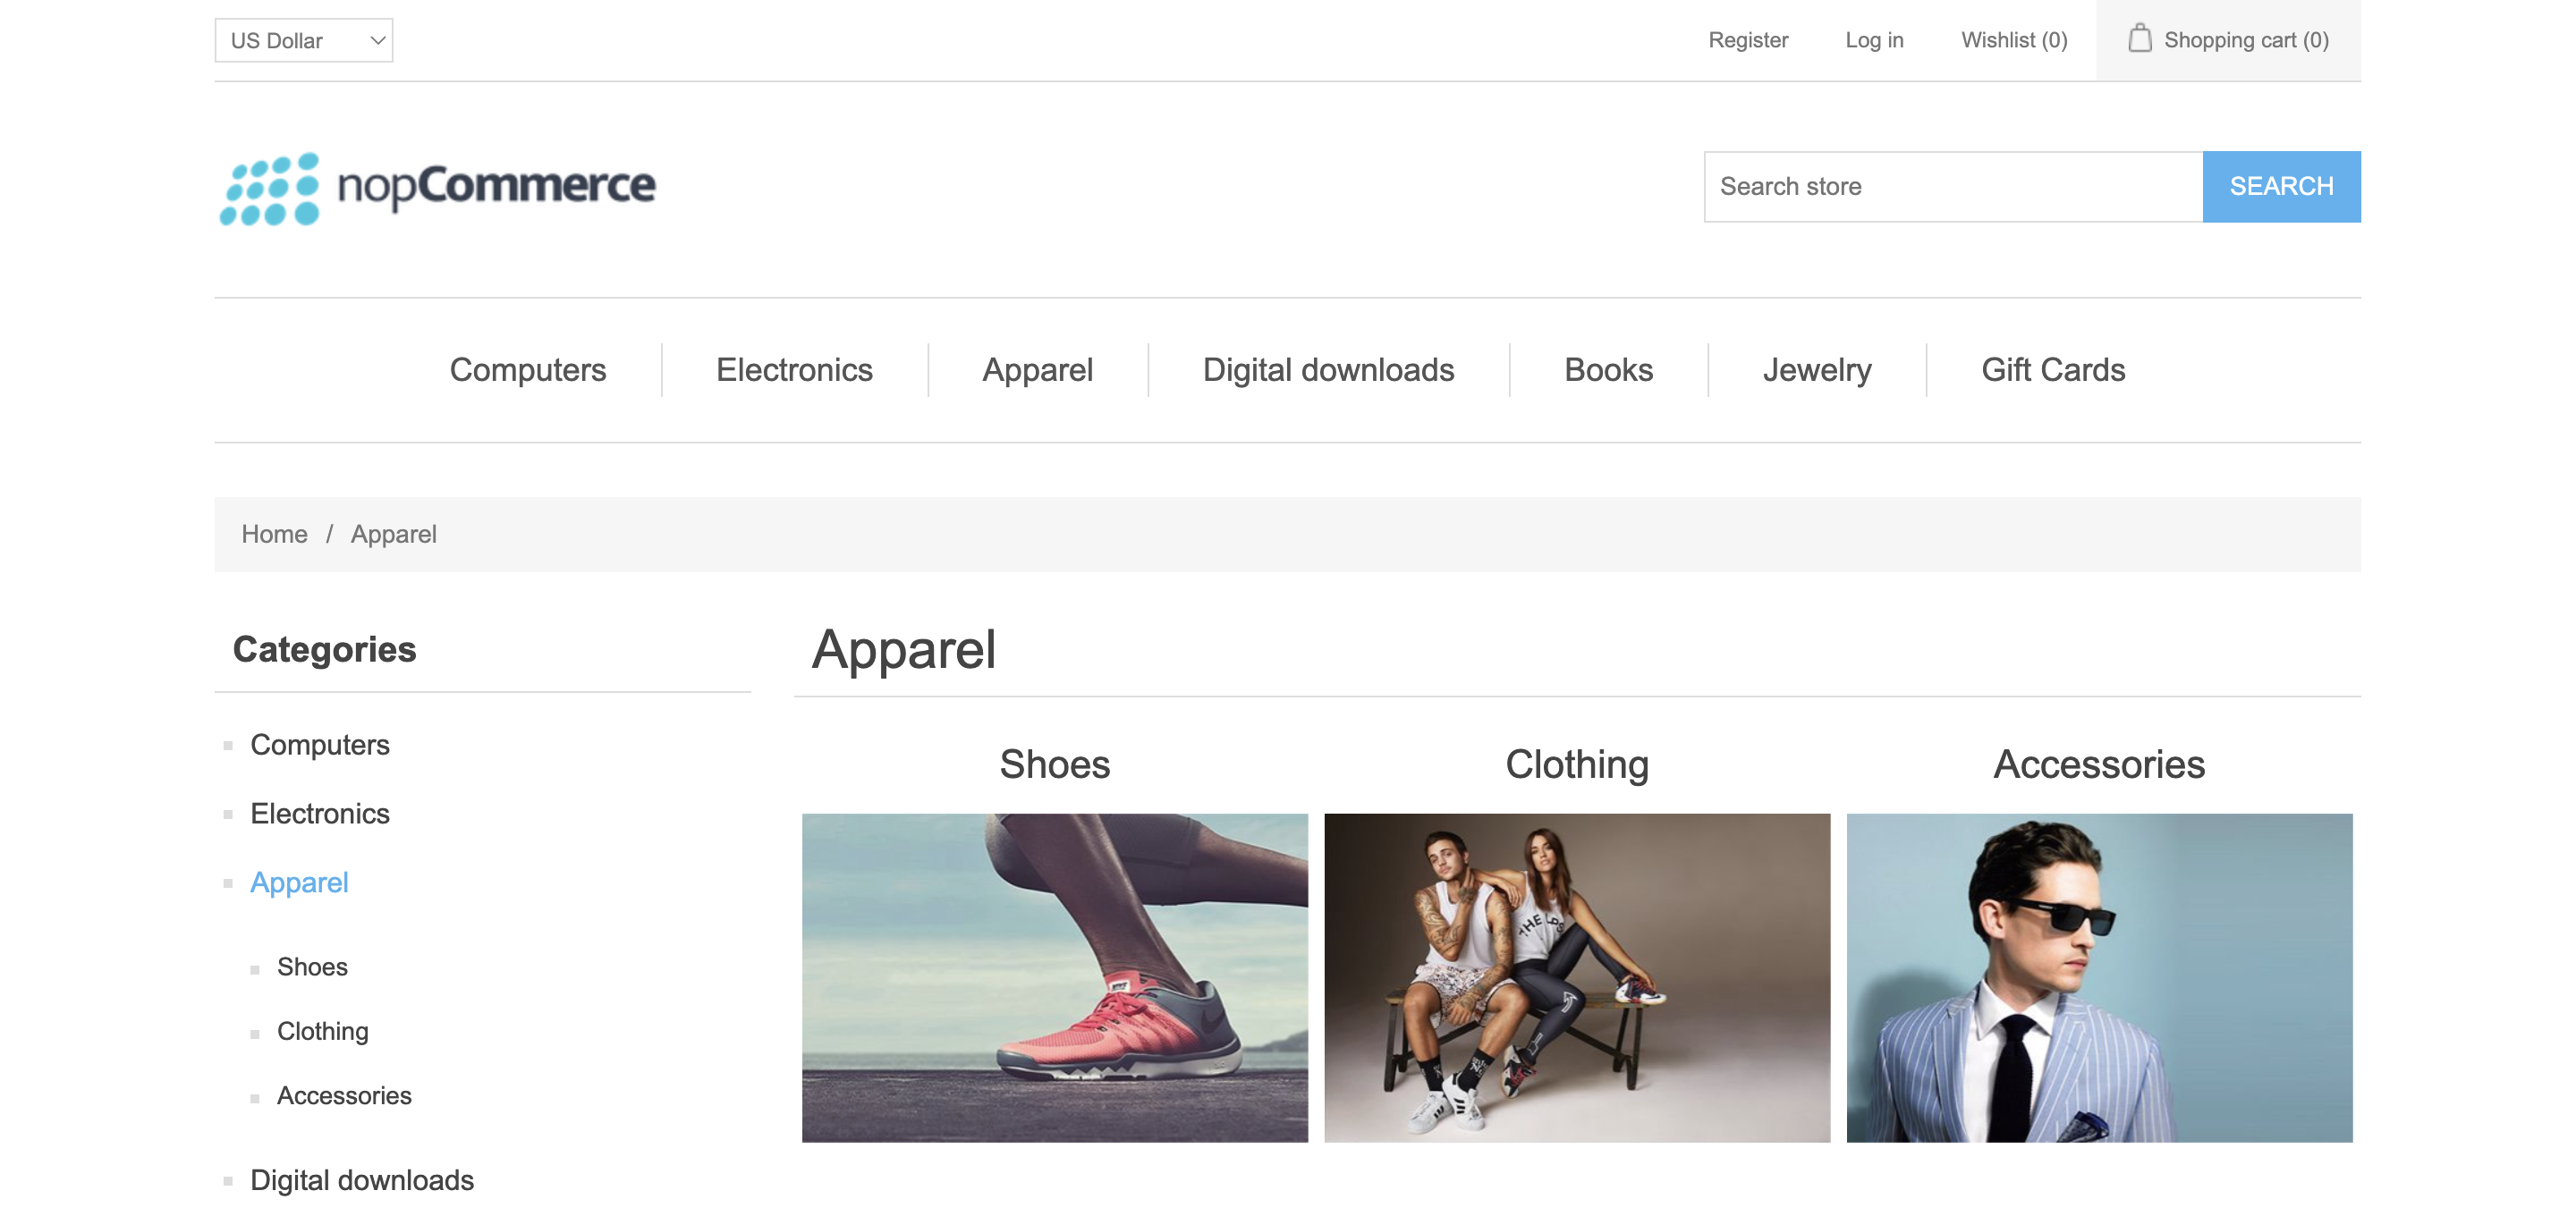 US Dollar
Register Log in Wishlist (0) Shopping cart (0)
nopCommerce
Search store SEARCH
Computers Electronics Apparel Digital downloads Books Jewelry Gift Cards
Home / Apparel
Categories
Computers
Electronics
Apparel
Shoes
Clothing
Accessories
Digital downloads
Apparel
Shoes Clothing Accessories